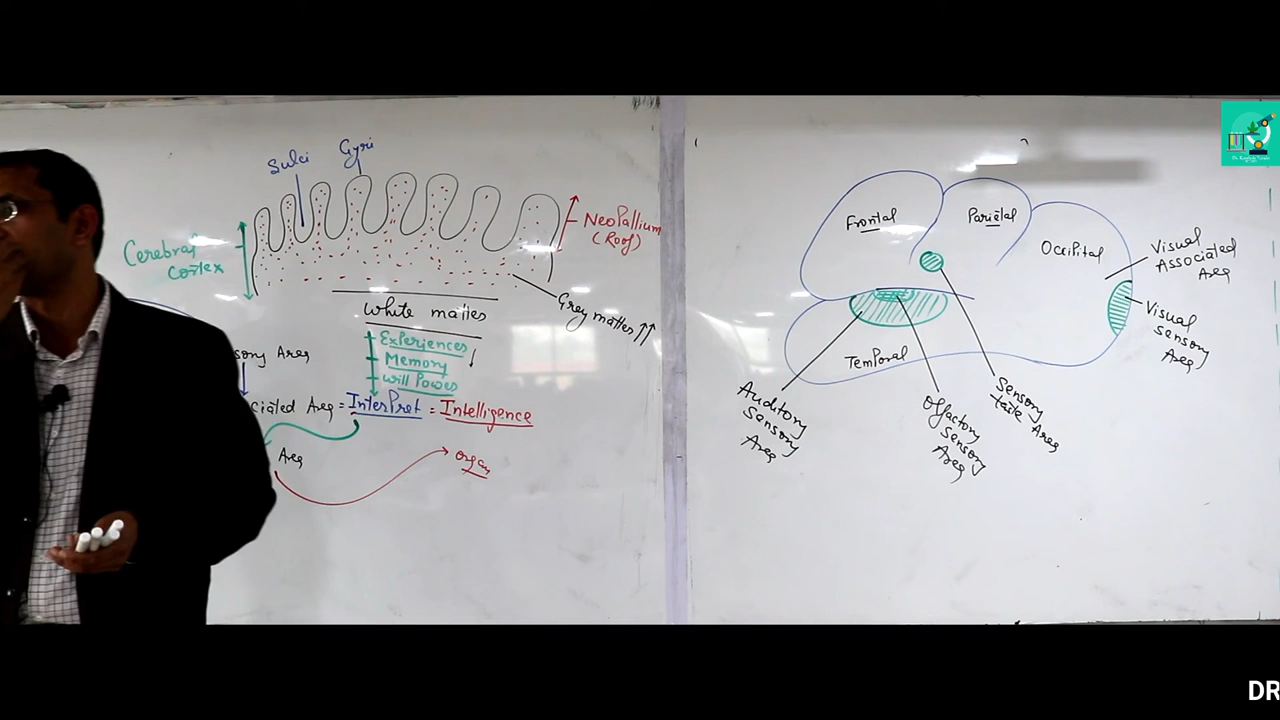 Sulci
Gyri
Cerebral
Cortex
NeoPallium
(Roof)
White matter
Grey matter
Experiences
Memory
will Power
sory Area
ciated Area = InterPret = Intelligence
Area
organ
Frontal
Parietal
Occipital
Temporal
Visual
Associated
Area
Visual
Sensory
Area
Auditory
Sensory
Area
Olfactory
Sensory
Area
Sensory
taste Area
DR